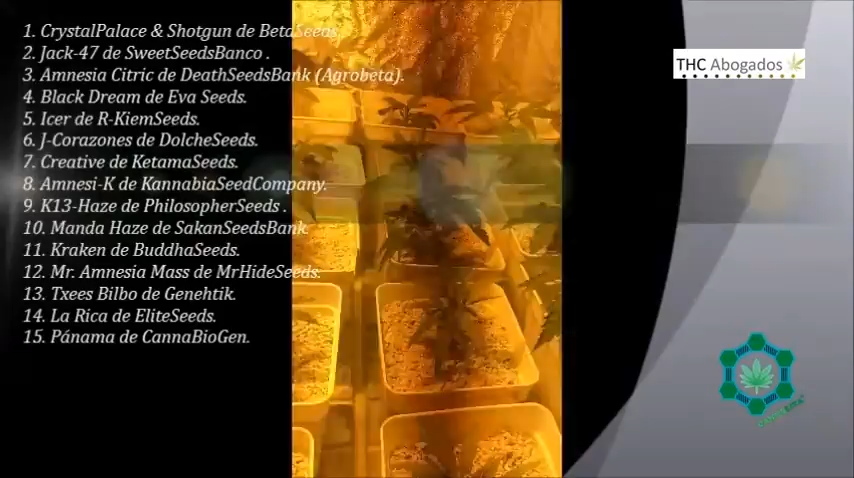 1. CrystalPalace & Shotgun de BetaSeeds.
2. Jack-47 de SweetSeedsBanco .
3. Amnesia Citric de DeathSeedsBank (Agrobeta).
4. Black Dream de Eva Seeds.
5. Icer de R-KiemSeeds.
6. J-Corazones de DolcheSeeds.
7. Creative de KetamaSeeds.
8. Amnesi-K de KannabiaSeedCompany.
9. K13-Haze de PhilosopherSeeds .
10. Manda Haze de SakanSeedsBank.
11. Kraken de BuddhaSeeds.
12. Mr. Amnesia Mass de MrHideSeeds.
13. Txees Bilbo de Genehtik.
14. La Rica de EliteSeeds.
15. Pánama de CannaBioGen.
THC Abogados